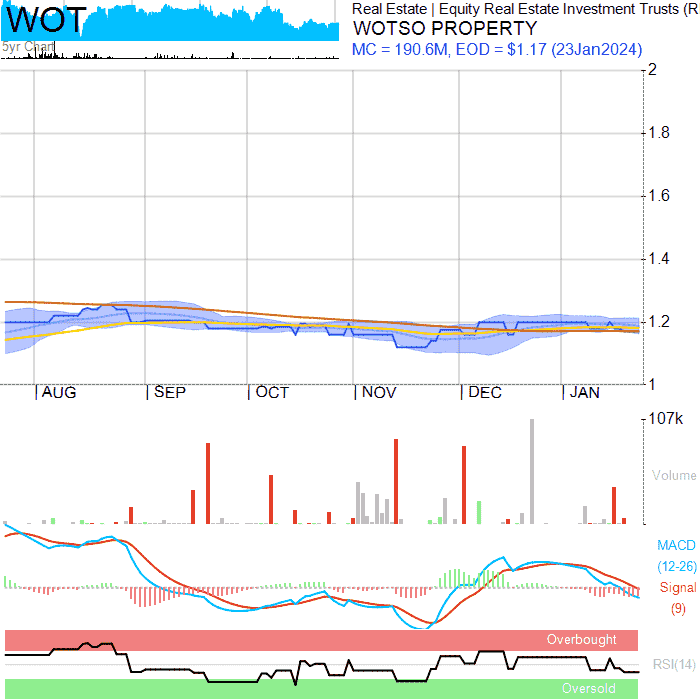 WOT
5yr Chart
Real Estate | Equity Real Estate Investment Trusts (R
WOTSO PROPERTY
MC = 190.6M, EOD = $1.17 (23Jan2024)
2
1.8
1.6
1.4
1.2
1
| AUG | SEP | OCT | NOV | DEC | JAN
107k
Volume
MACD
(12-26)
Signal
(9)
Overbought
RSI(14)
Oversold